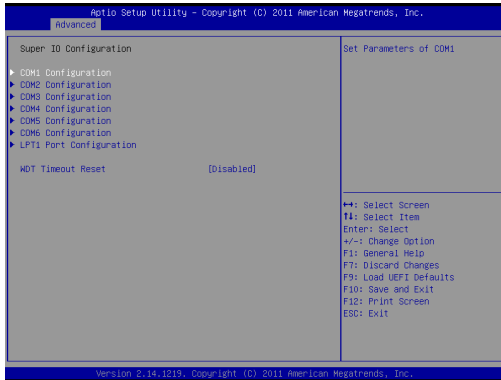 Aptio Setup Utility – Copyright (C) 2011 American Megatrends, Inc.
Advanced
Super IO Configuration
COM1 Configuration
COM2 Configuration
COM3 Configuration
COM4 Configuration
COM5 Configuration
COM6 Configuration
LPT1 Port Configuration
WDT Timeout Reset [Disabled]
Set Parameters of COM1
↔: Select Screen
↑↓: Select Item
Enter: Select
+/-: Change Option
F1: General Help
F7: Discard Changes
F9: Load UEFI Defaults
F10: Save and Exit
F12: Print Screen
ESC: Exit
Version 2.14.1219. Copyright (C) 2011 American Megatrends, Inc.